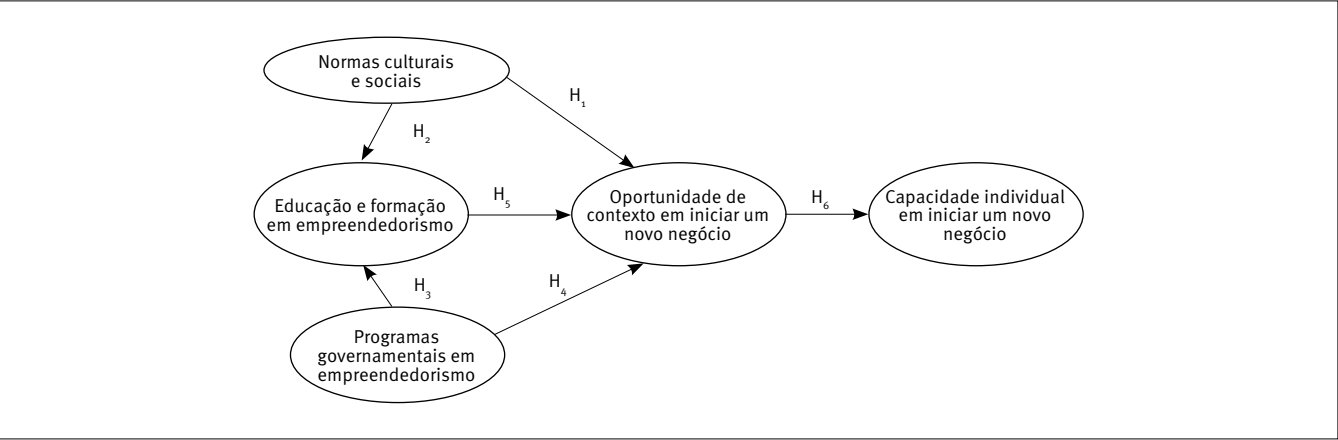 Normas culturais
e sociais
H₁
H₂
Educação e formação
em empreendedorismo
H₅
Oportunidade de
contexto em iniciar um
novo negócio
H₆
Capacidade individual
em iniciar um novo
negócio
H₃
H₄
Programas
governamentais em
empreendedorismo